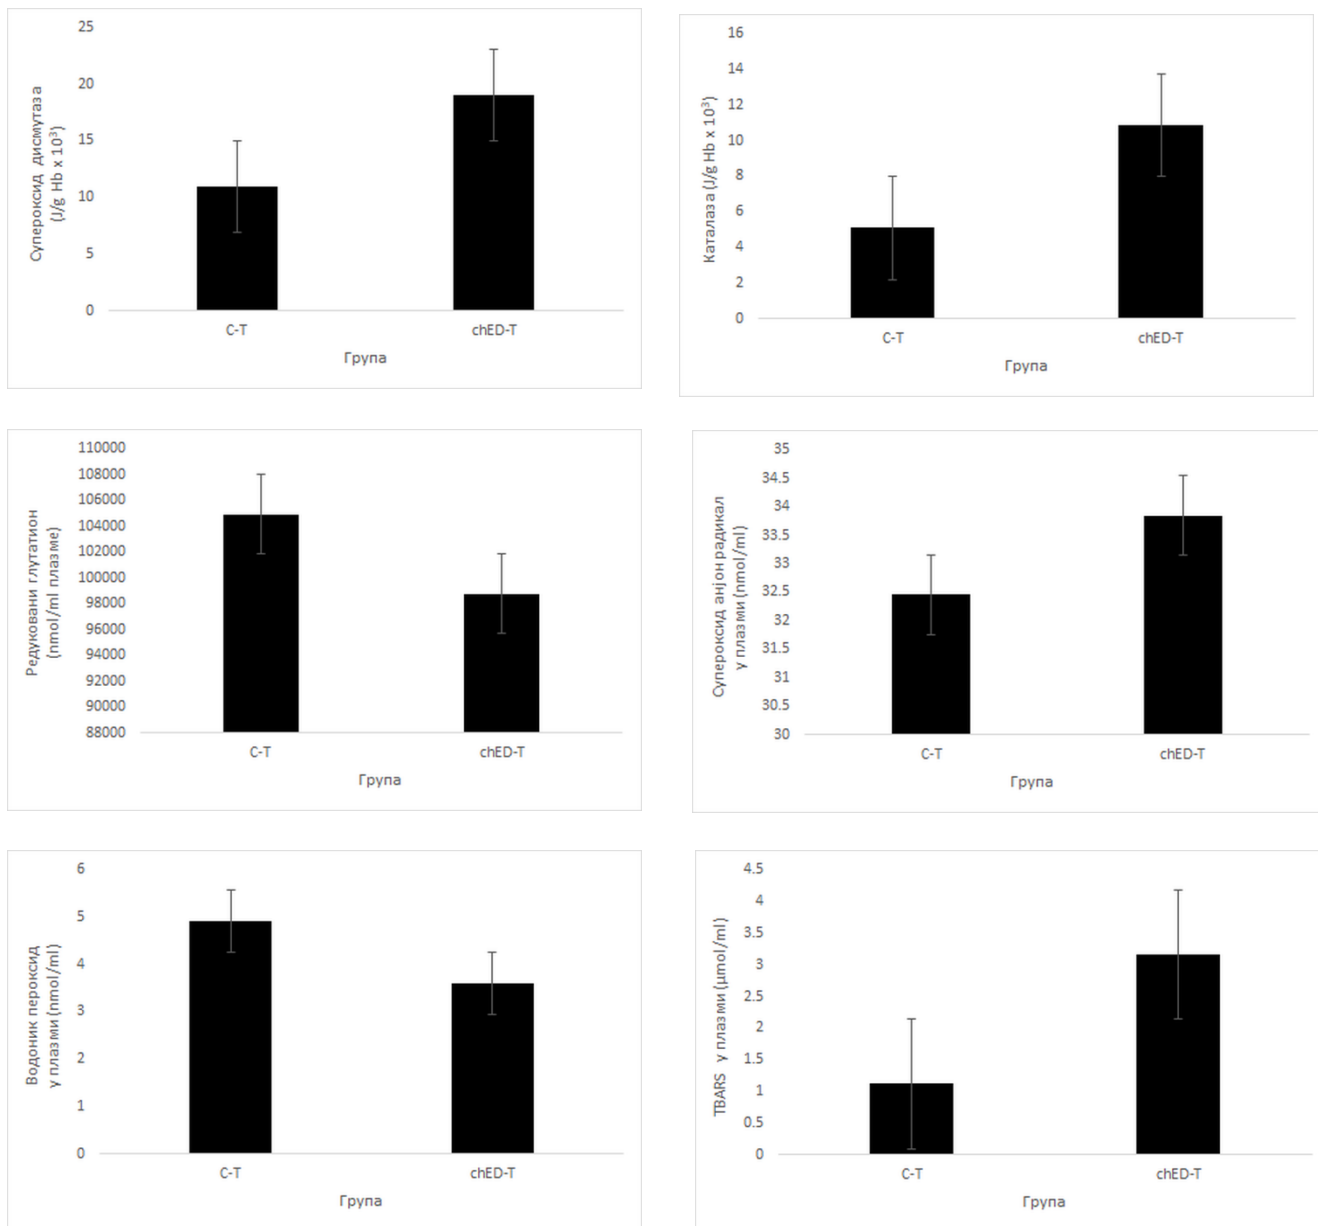 Супероксид дисмутаза
(J/g Hb x 10³)
25
20
15
10
5
0
C-T
chED-T
Група
Каталаза (J/g Hb x 10³)
16
14
12
10
8
6
4
2
0
C-T
chED-T
Група
Редуковани глутатион
(nmol/ml плазме)
110000
108000
106000
104000
102000
100000
98000
96000
94000
92000
90000
88000
C-T
chED-T
Група
Супероксид анјон радикал
у плазми (nmol/ml)
35
34.5
34
33.5
33
32.5
32
31.5
31
30.5
30
C-T
chED-T
Група
Водоник пероксид
у плазми (nmol/ml)
6
5
4
3
2
1
0
C-T
chED-T
Група
TBARS у плазми (μmol/ml)
4.5
4
3.5
3
2.5
2
1.5
1
0.5
0
C-T
chED-T
Група